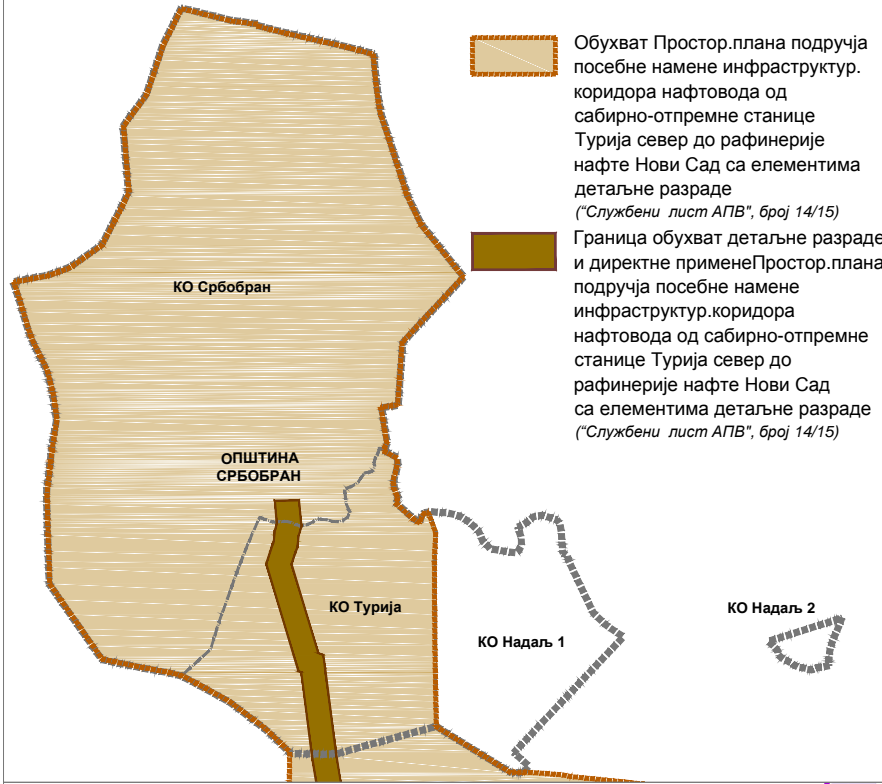 Обухват Простор.плана подручја
посебне намене инфраструктур.
коридора нафтовода од
сабирно-отпремне станице
Турија север до рафинерије
нафте Нови Сад са елементима
детаљне разраде
("Службени лист АПВ", број 14/15)
Граница обухват детаљне разраде
и директне применеПростор.плана
подручја посебне намене
инфраструктур.коридора
нафтовода од сабирно-отпремне
станице Турија север до
рафинерије нафте Нови Сад
са елементима детаљне разраде
("Службени лист АПВ", број 14/15)
КО Србобран
ОПШТИНА
СРБОБРАН
КО Турија
КО Надаљ 1
КО Надаљ 2